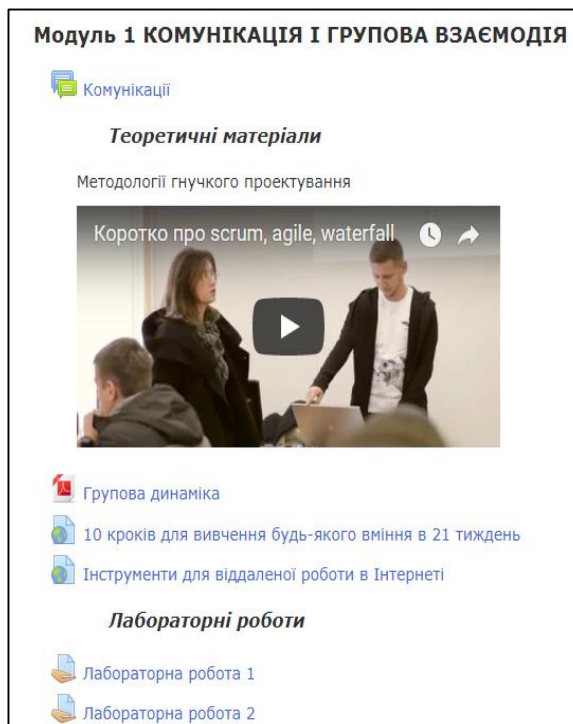 Модуль 1 КОМУНІКАЦІЯ І ГРУПОВА ВЗАЄМОДІЯ
Комунікації
Теоретичні матеріали
Методології гнучкого проектування
Коротко про scrum, agile, waterfall
Групова динаміка
10 кроків для вивчення будь-якого вміння в 21 тиждень
Інструменти для віддаленої роботи в Інтернеті
Лабораторні роботи
Лабораторна робота 1
Лабораторна робота 2